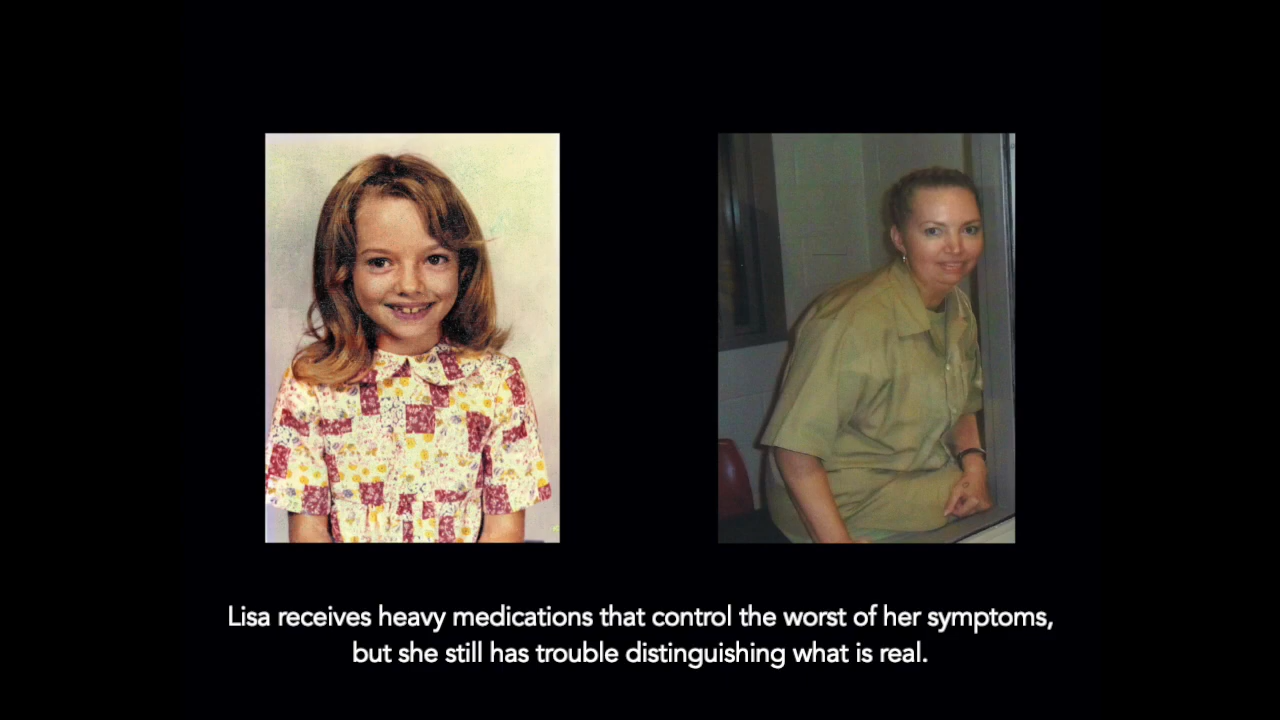 Lisa receives heavy medications that control the worst of her symptoms,
but she still has trouble distinguishing what is real.